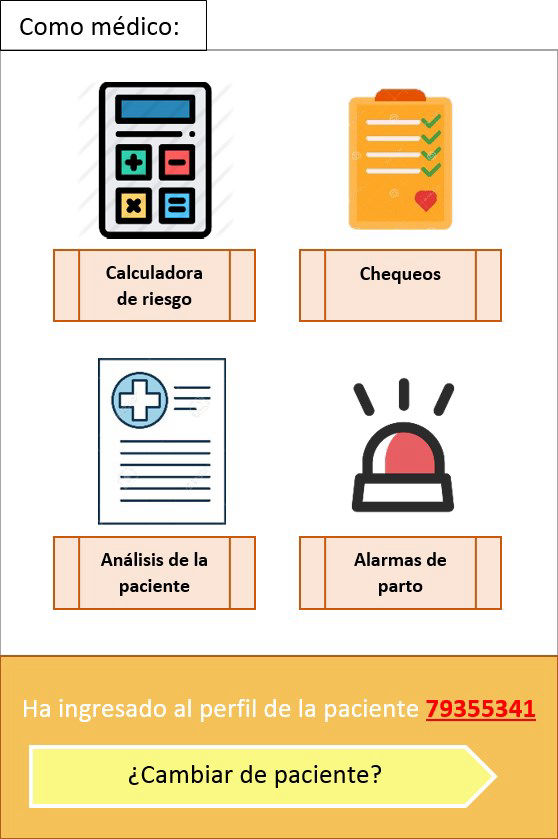 Como médico:
Calculadora
de riesgo
Chequeos
Análisis de la
paciente
Alarmas de
parto
Ha ingresado al perfil de la paciente 79355341
¿Cambiar de paciente?